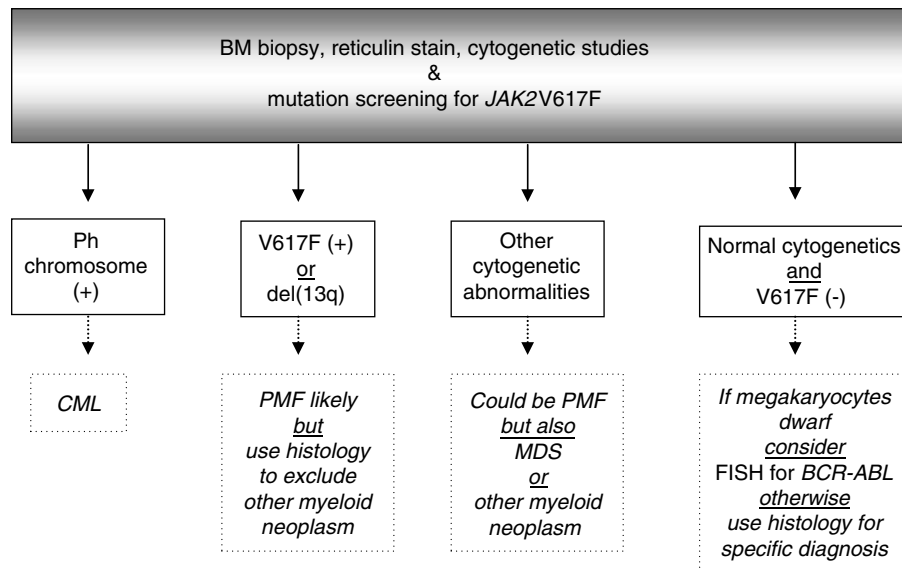 BM biopsy, reticulin stain, cytogenetic studies
&
mutation screening for JAK2V617F
Ph
chromosome
(+)
V617F (+)
or
del(13q)
Other
cytogenetic
abnormalities
Normal cytogenetics
and
V617F (-)
CML
PMF likely
but
use histology
to exclude
other myeloid
neoplasm
Could be PMF
but also
MDS
or
other myeloid
neoplasm
If megakaryocytes
dwarf
consider
FISH for BCR-ABL
otherwise
use histology for
specific diagnosis